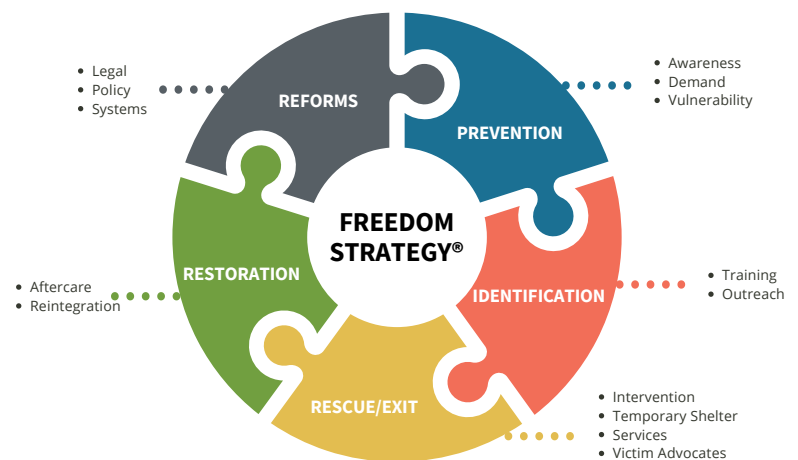 FREEDOM
STRATEGY®
PREVENTION
• Awareness
• Demand
• Vulnerability
IDENTIFICATION
• Training
• Outreach
RESCUE/EXIT
• Intervention
• Temporary Shelter
• Services
• Victim Advocates
RESTORATION
• Aftercare
• Reintegration
REFORMS
• Legal
• Policy
• Systems